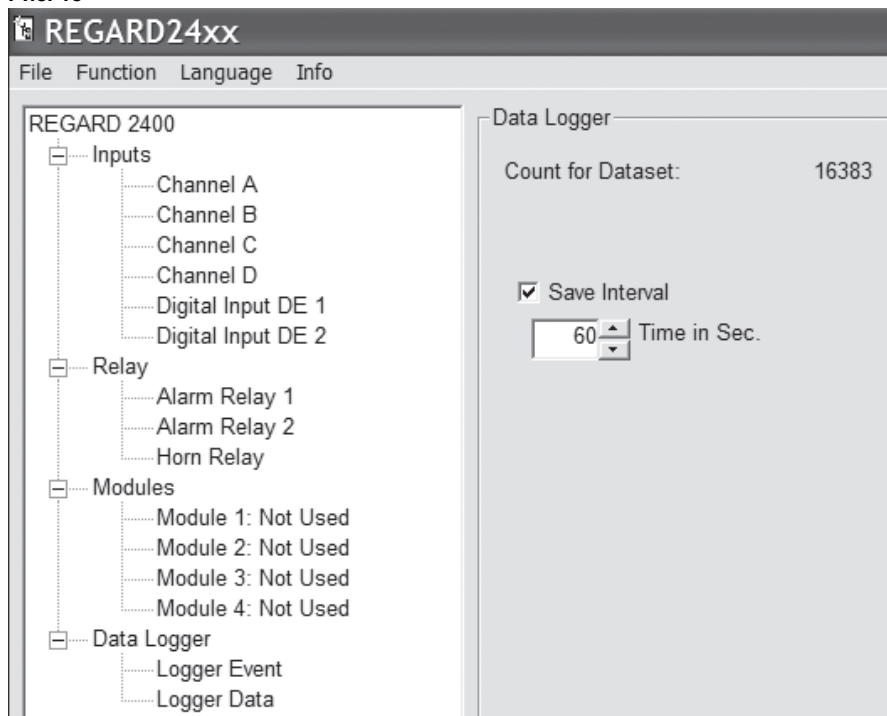 REGARD24xx
File Function Language Info
REGARD 2400
Inputs
Channel A
Channel B
Channel C
Channel D
Digital Input DE 1
Digital Input DE 2
Relay
Alarm Relay 1
Alarm Relay 2
Horn Relay
Modules
Module 1: Not Used
Module 2: Not Used
Module 3: Not Used
Module 4: Not Used
Data Logger
Logger Event
Logger Data
Data Logger
Count for Dataset: 16383
Save Interval
60 Time in Sec.